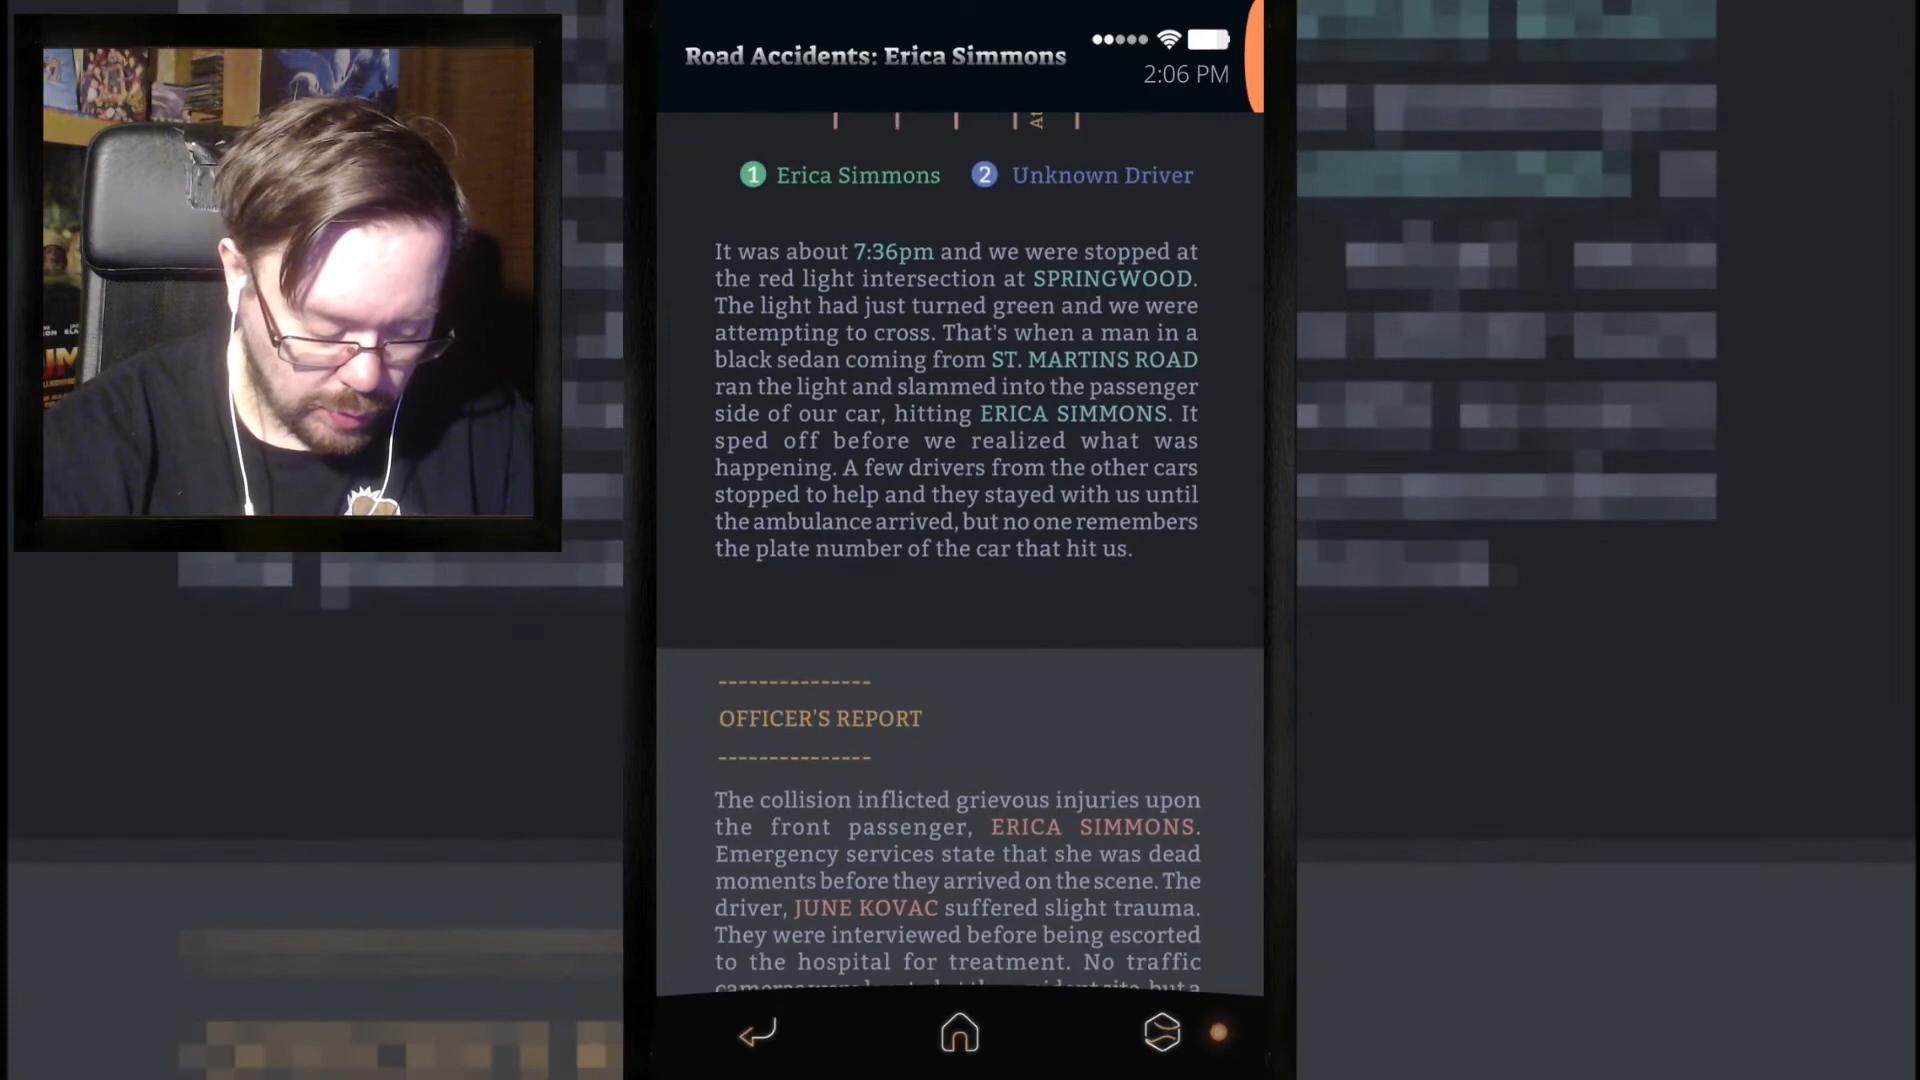 Road Accidents: Erica Simmons
2:06 PM
1 Erica Simmons 2 Unknown Driver
It was about 7:36pm and we were stopped at
the red light intersection at SPRINGWOOD.
The light had just turned green and we were
attempting to cross. That's when a man in a
black sedan coming from ST. MARTINS ROAD
ran the light and slammed into the passenger
side of our car, hitting ERICA SIMMONS. It
sped off before we realized what was
happening. A few drivers from the other cars
stopped to help and they stayed with us until
the ambulance arrived, but no one remembers
the plate number of the car that hit us.
---------------
OFFICER'S REPORT
---------------
The collision inflicted grievous injuries upon
the front passenger, ERICA SIMMONS.
Emergency services state that she was dead
moments before they arrived on the scene. The
driver, JUNE KOVAC suffered slight trauma.
They were interviewed before being escorted
to the hospital for treatment. No traffic